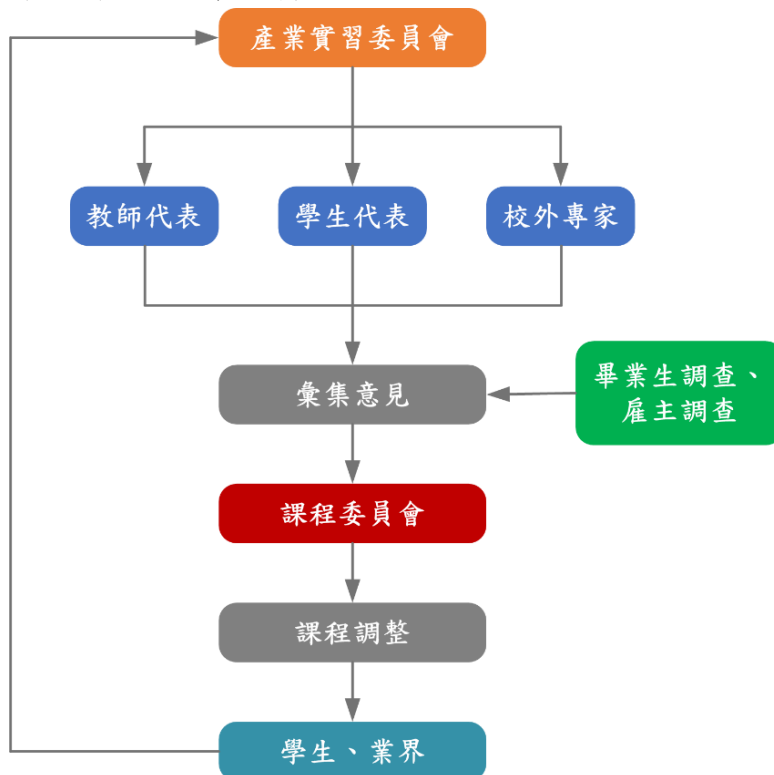 產業實習委員會
教師代表
學生代表
校外專家
彙集意見
畢業生調查、
雇主調查
課程委員會
課程調整
學生、業界